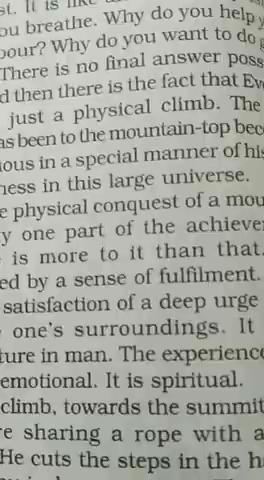 st. It is like
ou breathe. Why do you help
our? Why do you want to do
There is no final answer poss
d then there is the fact that Ev
just a physical climb. The
as been to the mountain-top bec
ious in a special manner of his
ness in this large universe.
e physical conquest of a mou
y one part of the achieve
is more to it than that.
ed by a sense of fulfilment.
satisfaction of a deep urge
one's surroundings. It
ture in man. The experience
emotional. It is spiritual.
climb, towards the summit
e sharing a rope with a
He cuts the steps in the h